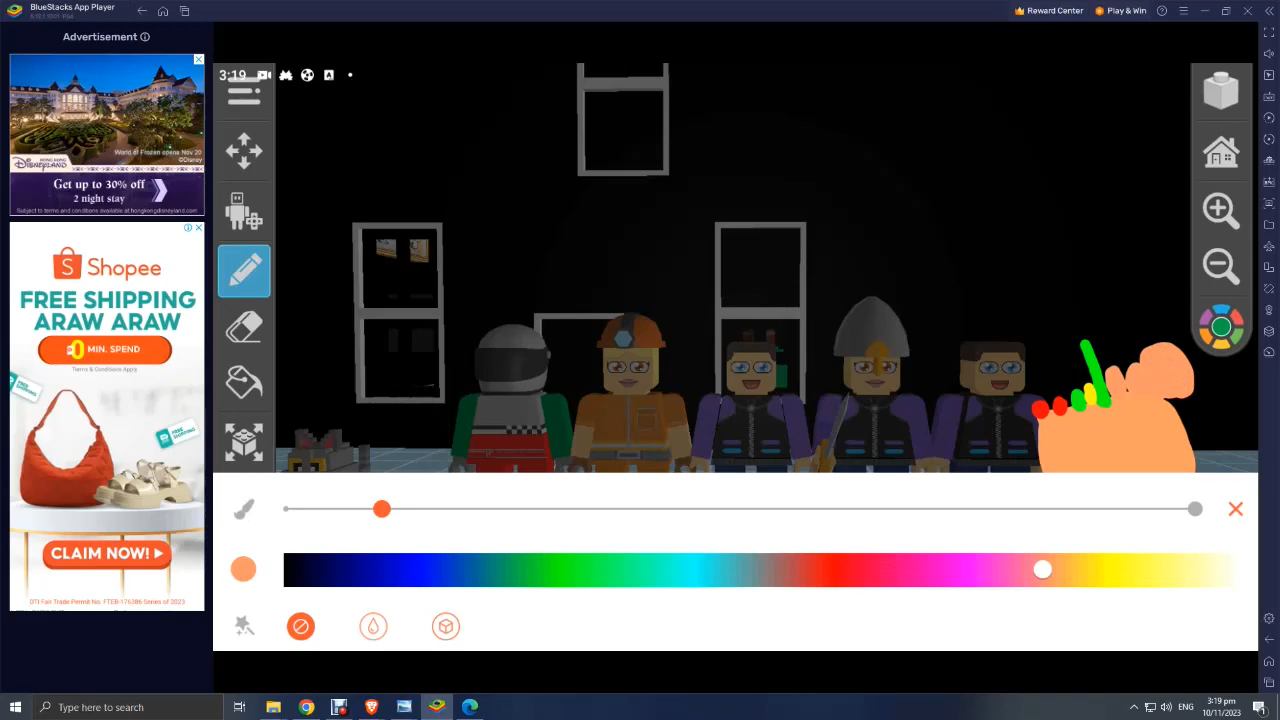 BlueStacks App Player
Reward Center
Play & Win
Advertisement
3:19
World of Frozen opens Nov 20
©Disney
HONG KONG
DISNEYLAND
Get up to 30% off
2 night stay
Subject to terms and conditions available at hongkongdisneyland.com
Shopee
FREE SHIPPING
ARAW ARAW
₱0 MIN. SPEND
Terms & Conditions Apply
CLAIM NOW!
DTI Fair Trade Permit No. FTEB-176386 Series of 2023
Type here to search
ENG
3:19 pm
10/11/2023